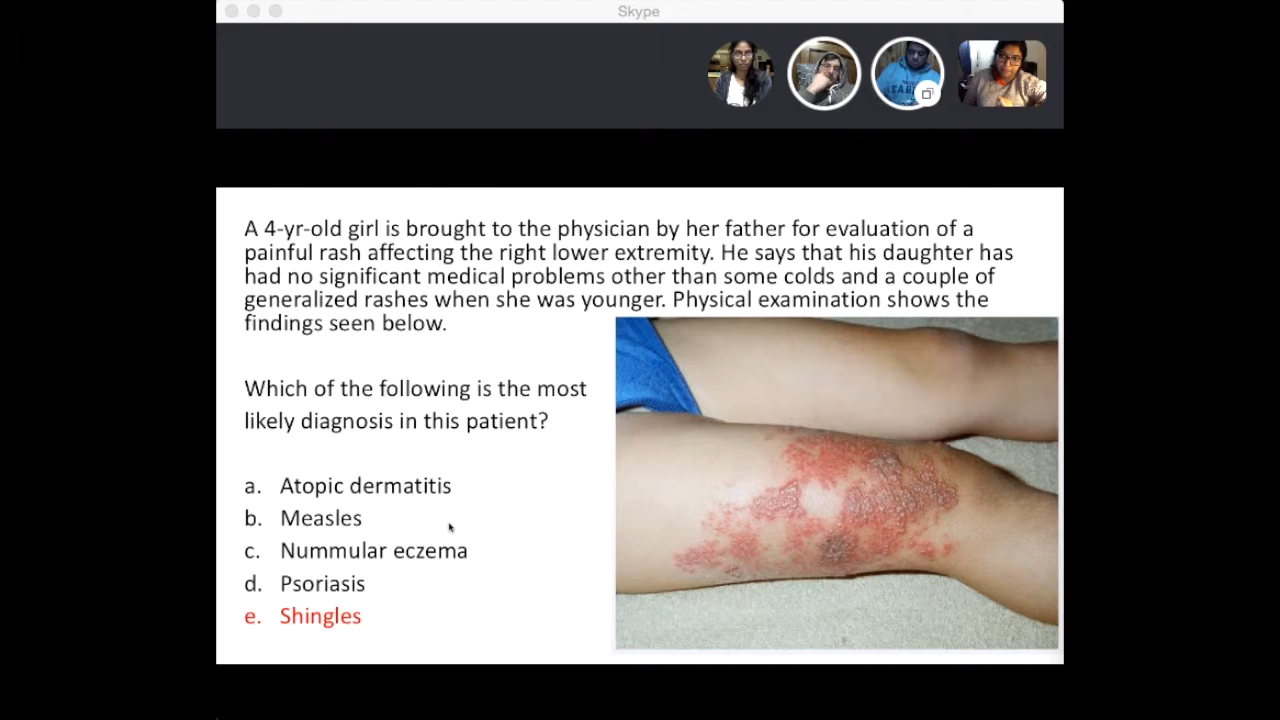 Skype
A 4-yr-old girl is brought to the physician by her father for evaluation of a
painful rash affecting the right lower extremity. He says that his daughter has
had no significant medical problems other than some colds and a couple of
generalized rashes when she was younger. Physical examination shows the
findings seen below.
Which of the following is the most
likely diagnosis in this patient?
a. Atopic dermatitis
b. Measles
c. Nummular eczema
d. Psoriasis
e. Shingles